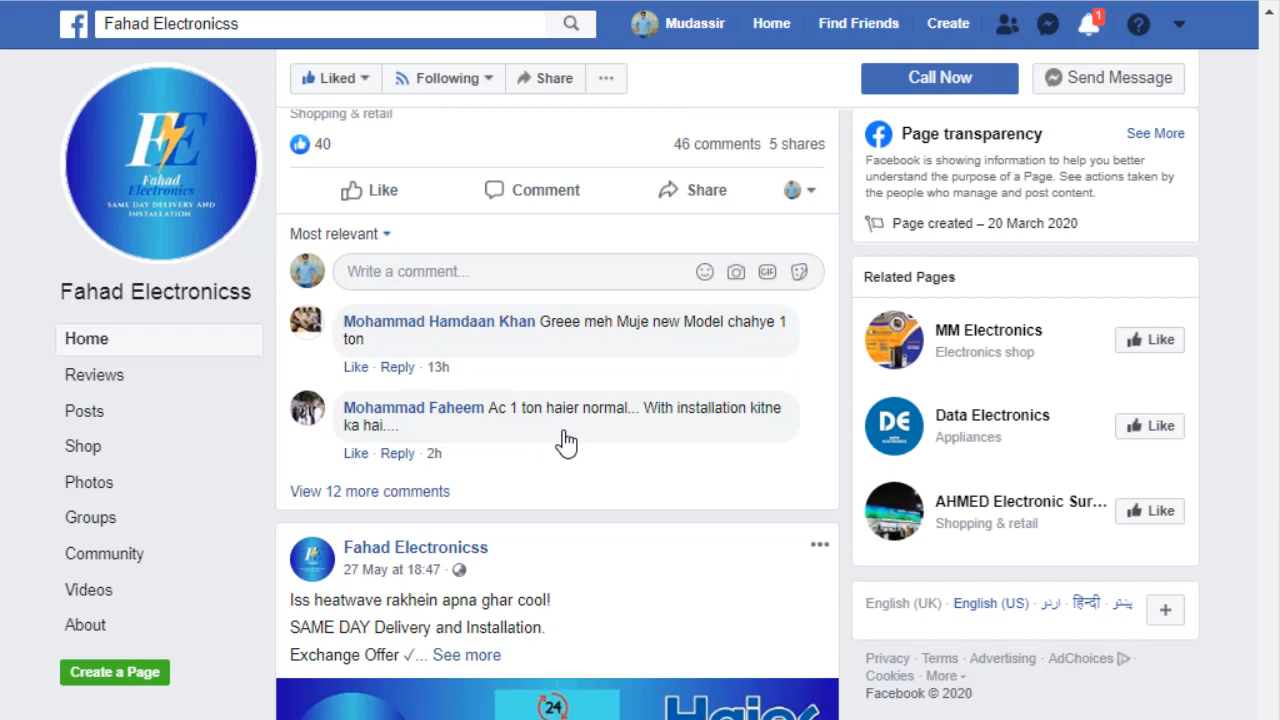 Fahad Electronicss
Mudassir
Home
Find Friends
Create
1
FE
Fahad
Electronics
SAME DAY DELIVERY AND
INSTALLATION
Fahad Electronicss
Home
Reviews
Posts
Shop
Photos
Groups
Community
Videos
About
Create a Page
Liked
Following
Share
Call Now
Send Message
Shopping & retail
40
46 comments 5 shares
Like
Comment
Share
Most relevant
Write a comment...
GIF
Mohammad Hamdaan Khan Greee meh Muje new Model chahye 1
ton
Like · Reply · 13h
Mohammad Faheem Ac 1 ton haier normal... With installation kitne
ka hai....
Like · Reply · 2h
View 12 more comments
Fahad Electronicss
27 May at 18:47 ·
Iss heatwave rakhein apna ghar cool!
SAME DAY Delivery and Installation.
Exchange Offer ✓... See more
24
Haier
Page transparency
See More
Facebook is showing information to help you better
understand the purpose of a Page. See actions taken by
the people who manage and post content.
Page created – 20 March 2020
Related Pages
MM Electronics
Electronics shop
Like
DE
Data Electronics
Appliances
Like
AHMED Electronic Sur...
Shopping & retail
Like
English (UK) · English (US) · اردو · हिन्दी · پښتو
Privacy · Terms · Advertising · AdChoices ·
Cookies · More
Facebook © 2020